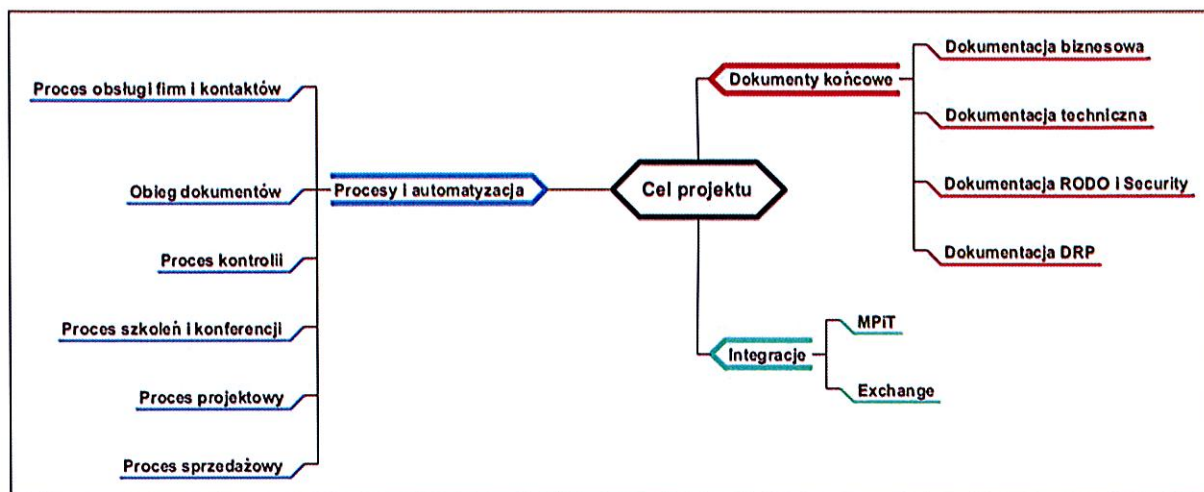 Proces obsługi firm i kontaktów
Obieg dokumentów
Proces kontrolii
Proces szkoleń i konferencji
Proces projektowy
Proces sprzedażowy
Procesy i automatyzacja
Cel projektu
Dokumenty końcowe
Dokumentacja biznesowa
Dokumentacja techniczna
Dokumentacja RODO i Security
Dokumentacja DRP
Integracje
MPiT
Exchange